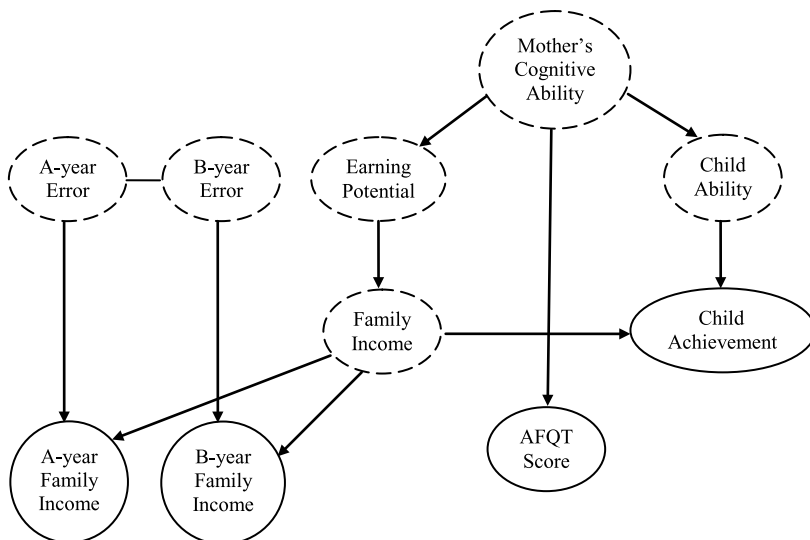 Mother’s
Cognitive
Ability
A-year
Error
B-year
Error
Earning
Potential
Child
Ability
Family
Income
Child
Achievement
A-year
Family
Income
B-year
Family
Income
AFQT
Score